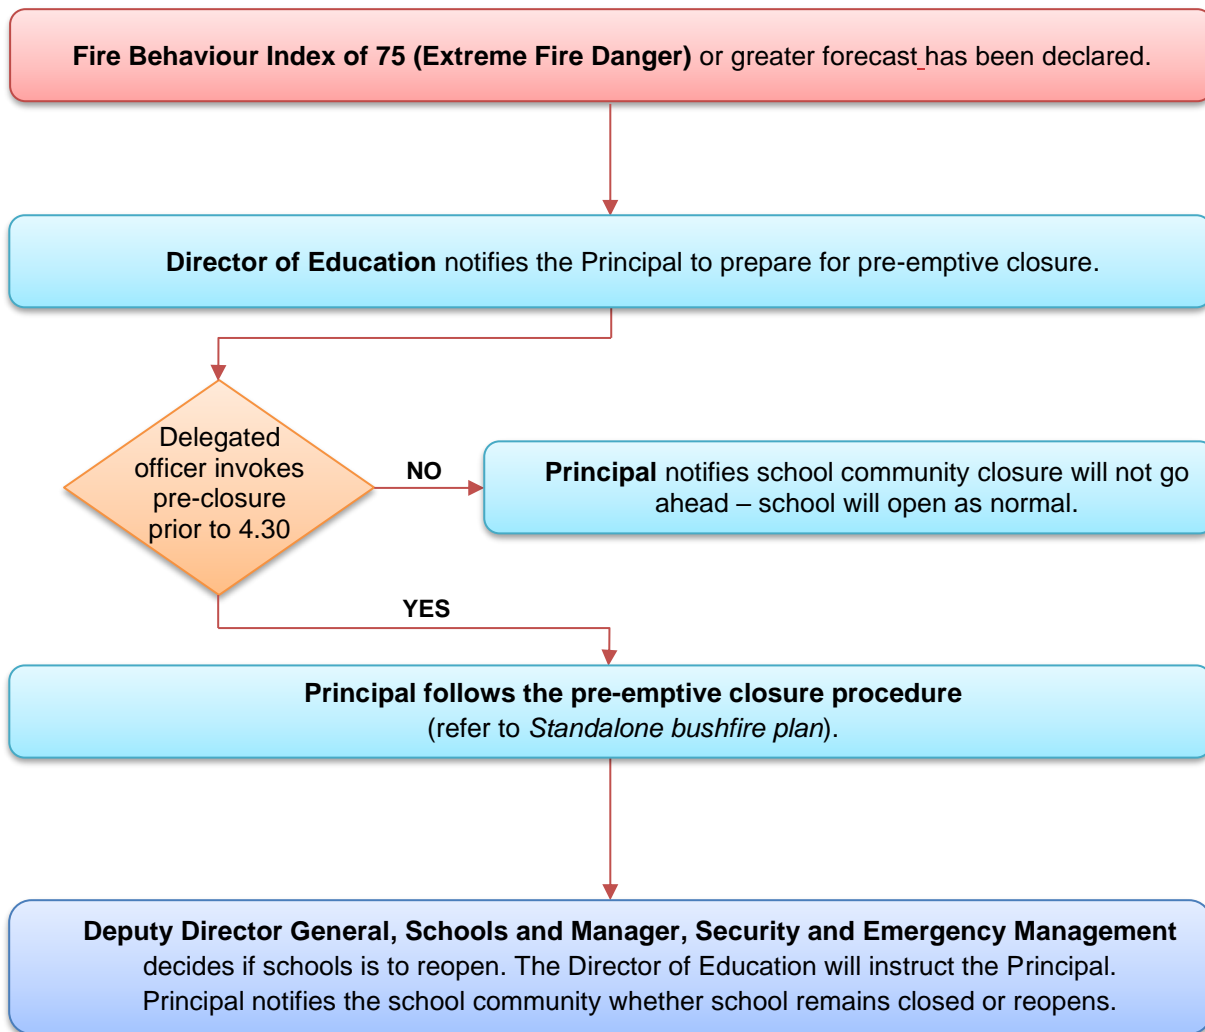 Fire Behaviour Index of 75 (Extreme Fire Danger) or greater forecast has been declared.
Director of Education notifies the Principal to prepare for pre-emptive closure.
Delegated
officer invokes
pre-closure
prior to 4.30
NO
Principal notifies school community closure will not go
ahead – school will open as normal.
YES
Principal follows the pre-emptive closure procedure
(refer to Standalone bushfire plan).
Deputy Director General, Schools and Manager, Security and Emergency Management
decides if schools is to reopen. The Director of Education will instruct the Principal.
Principal notifies the school community whether school remains closed or reopens.